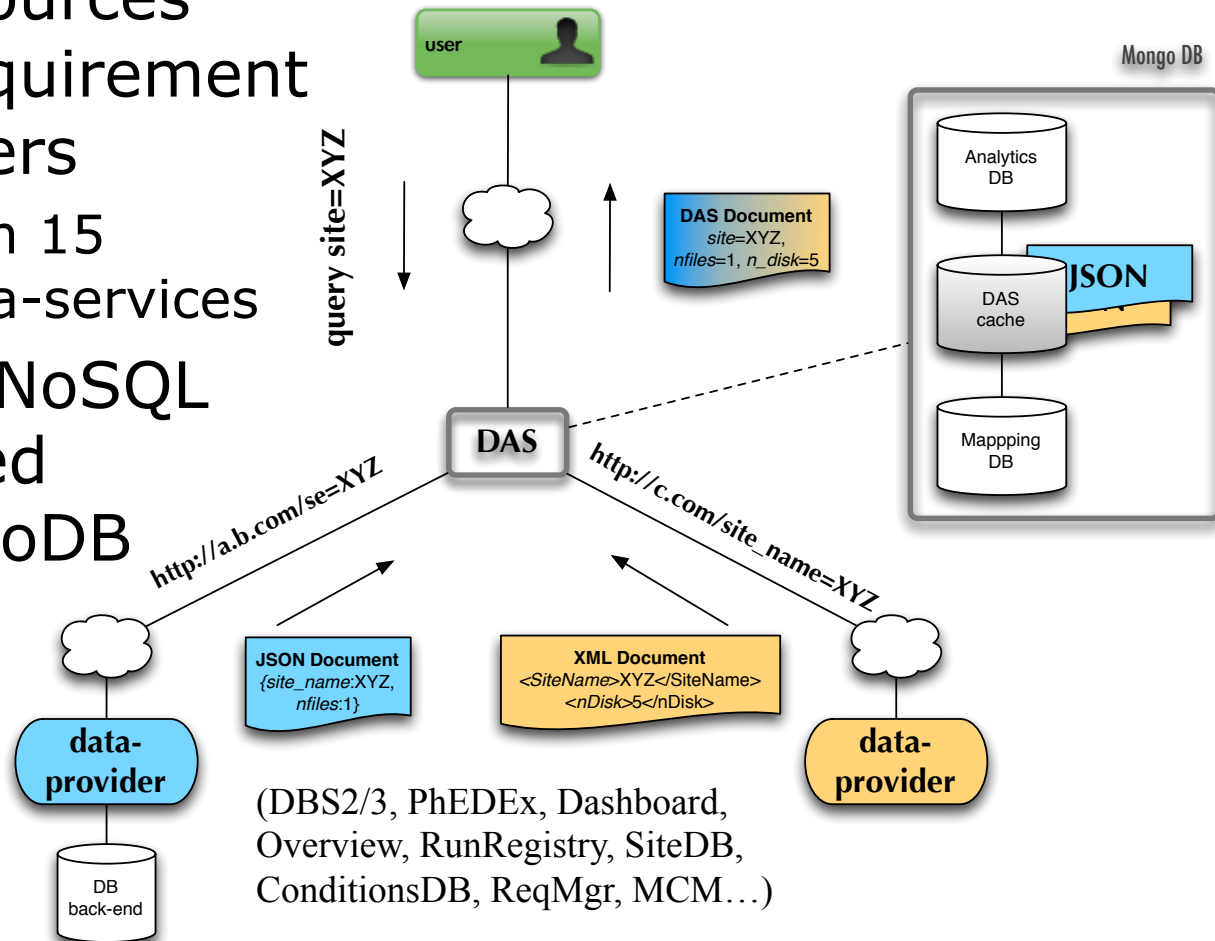 ources
quirement
ers
n 15
a-services
NoSQL
ed
oDB
user
query site=XYZ
DAS Document
site=XYZ,
nfiles=1, n_disk=5
Mongo DB
Analytics
DB
JSON
DAS
cache
Mappping
DB
DAS
http://a.b.com/se=XYZ
http://c.com/site_name=XYZ
JSON Document
{site_name:XYZ,
nfiles:1}
XML Document
<SiteName>XYZ</SiteName>
<nDisk>5</nDisk>
data-
provider
data-
provider
DB
back-end
(DBS2/3, PhEDEx, Dashboard,
Overview, RunRegistry, SiteDB,
ConditionsDB, ReqMgr, MCM…)